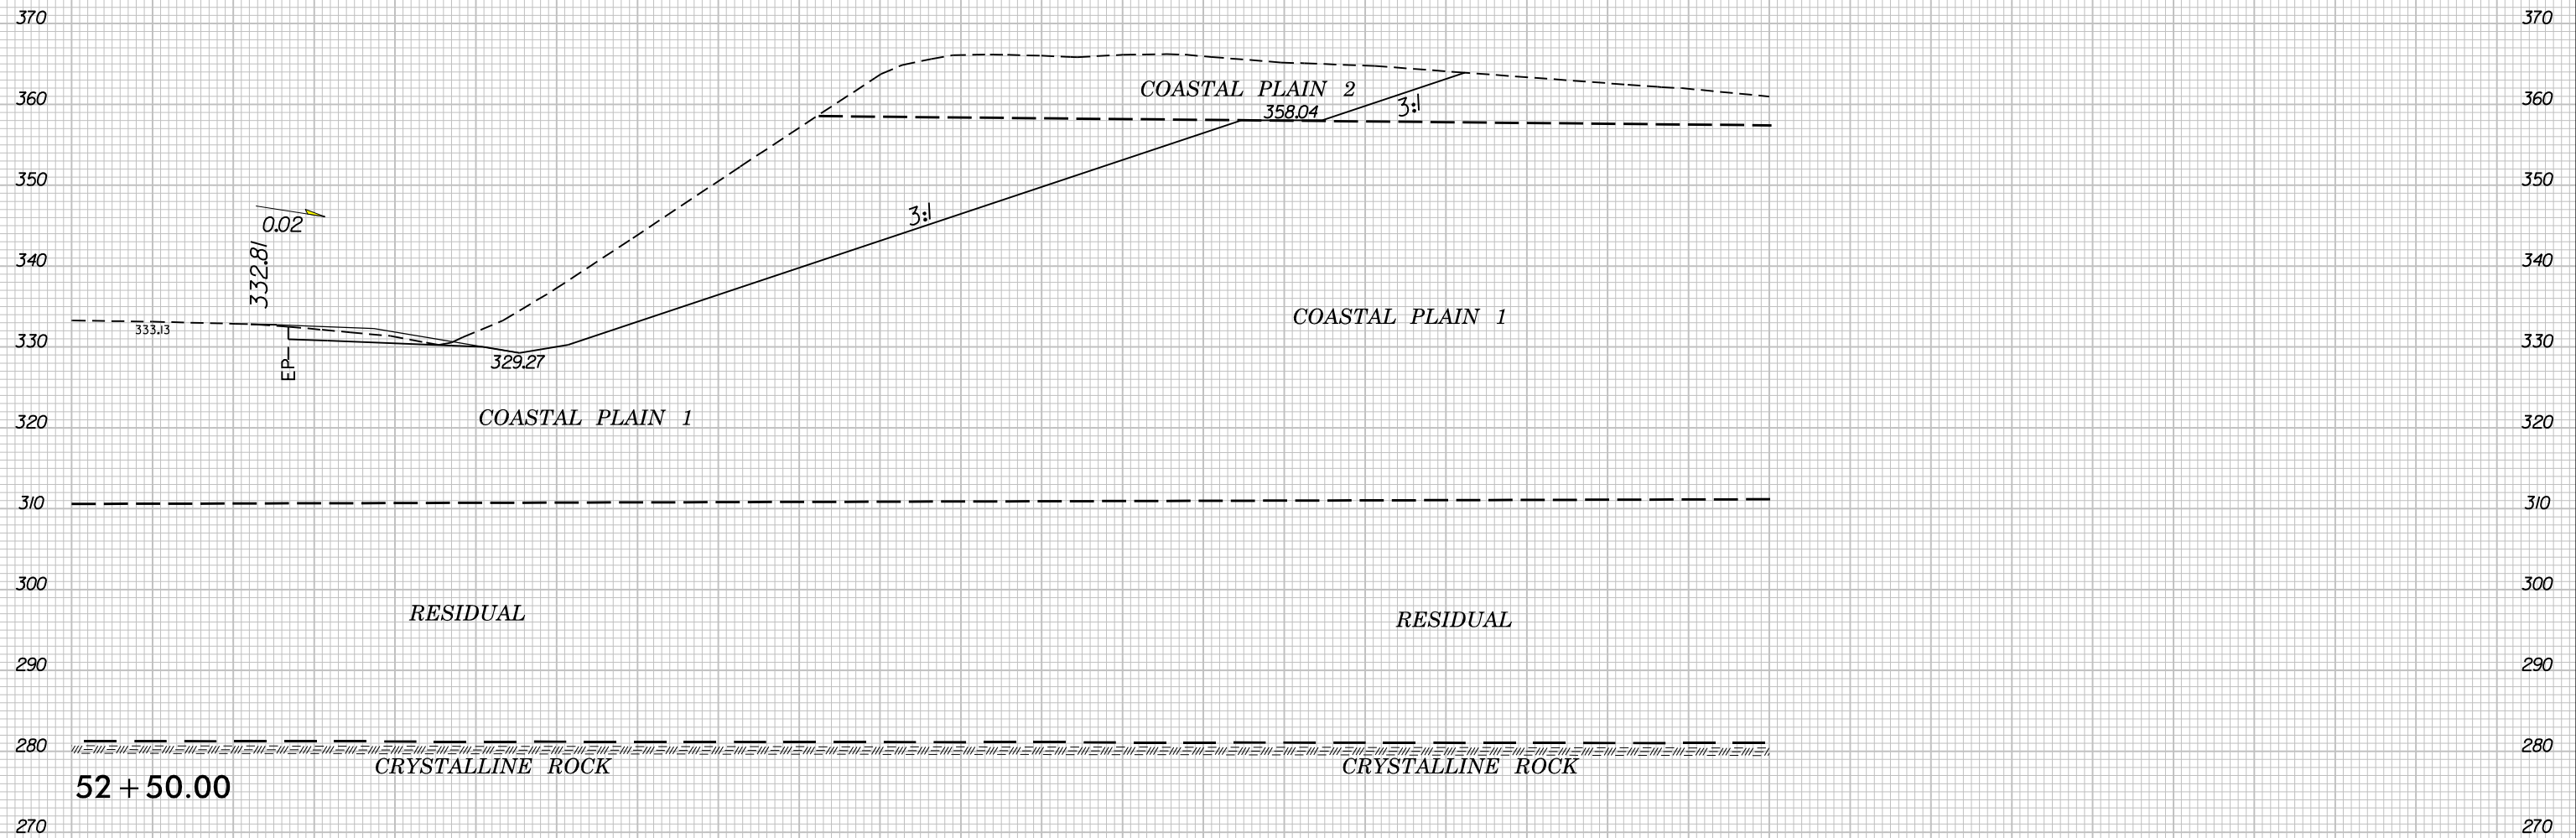 370 370
COASTAL PLAIN 2
360 358.04 3:1 360
350 350
3:1
0.02
332.81
340 340
COASTAL PLAIN 1
333.13
330 330
329.27
EP
COASTAL PLAIN 1
320 320
310 310
300 300
RESIDUAL RESIDUAL
290 290
280 280
CRYSTALLINE ROCK CRYSTALLINE ROCK
52+50.00
270 270